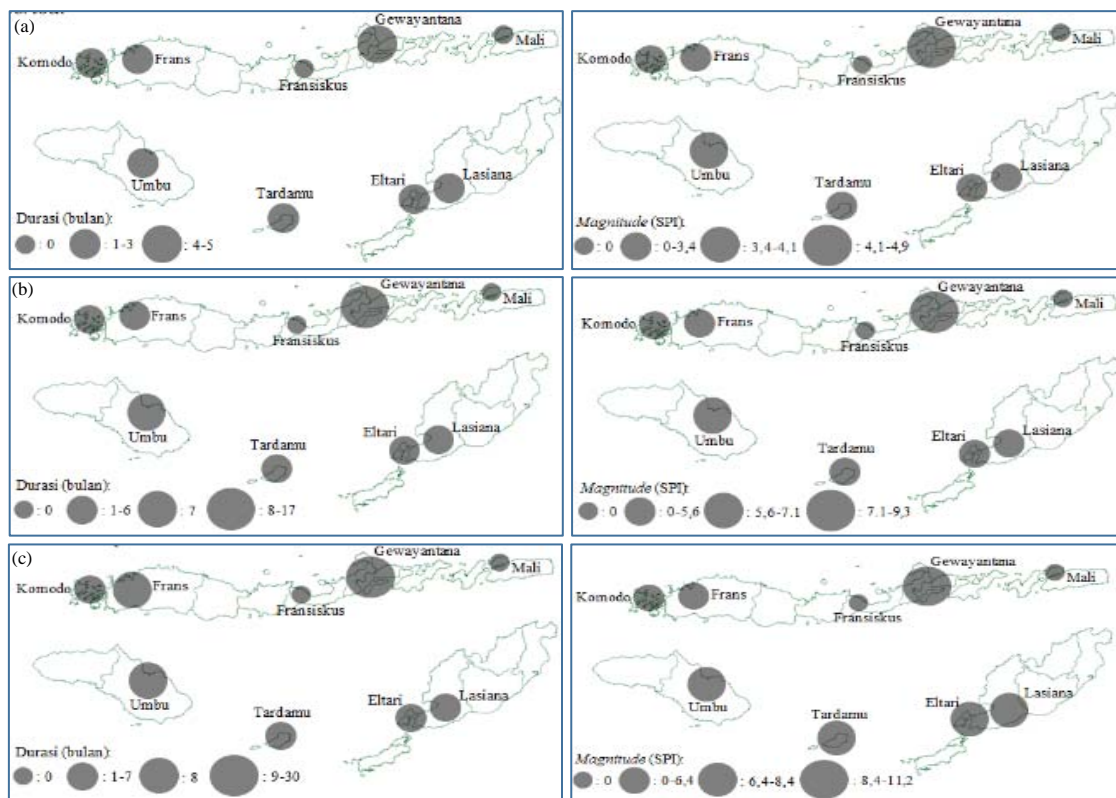 (a)
Gewayantana
Mali
Komodo
Frans
Fransiskus
Umbu
Tardamu
Eltari
Lasiana
Durasi (bulan):
: 0 : 1-3 : 4-5
Gewayantana
Mali
Komodo
Frans
Fransiskus
Umbu
Tardamu
Eltari
Lasiana
Magnitude (SPI):
: 0 : 0-3,4 : 3,4-4,1 : 4,1-4,9
(b)
Gewayantana
Mali
Komodo
Frans
Fransiskus
Umbu
Tardamu
Eltari
Lasiana
Durasi (bulan):
: 0 : 1-6 : 7 : 8-17
Gewayantana
Mali
Komodo
Frans
Fransiskus
Umbu
Tardamu
Eltari
Lasiana
Magnitude (SPI):
: 0 : 0-5,6 : 5,6-7.1 : 7.1-9,3
(c)
Gewayantana
Mali
Komodo
Frans
Fransiskus
Umbu
Tardamu
Eltari
Lasiana
Durasi (bulan):
: 0 : 1-7 : 8 : 9-30
Gewayantana
Mali
Komodo
Frans
Fransiskus
Umbu
Tardamu
Eltari
Lasiana
Magnitude (SPI):
: 0 : 0-6,4 : 6,4-8,4 : 8,4-11,2